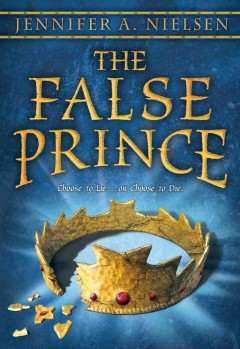 JENNIFER A. NIELSEN
THE
FALSE
PRINCE
Choose to Lie...or Choose to Die.